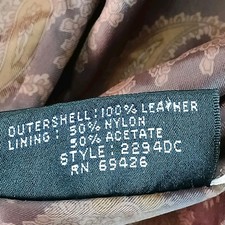 OUTERSHELL:100% LEATHER
LINING: 50% NYLON
50% ACETATE
STYLE: 2294DC
RN 69426